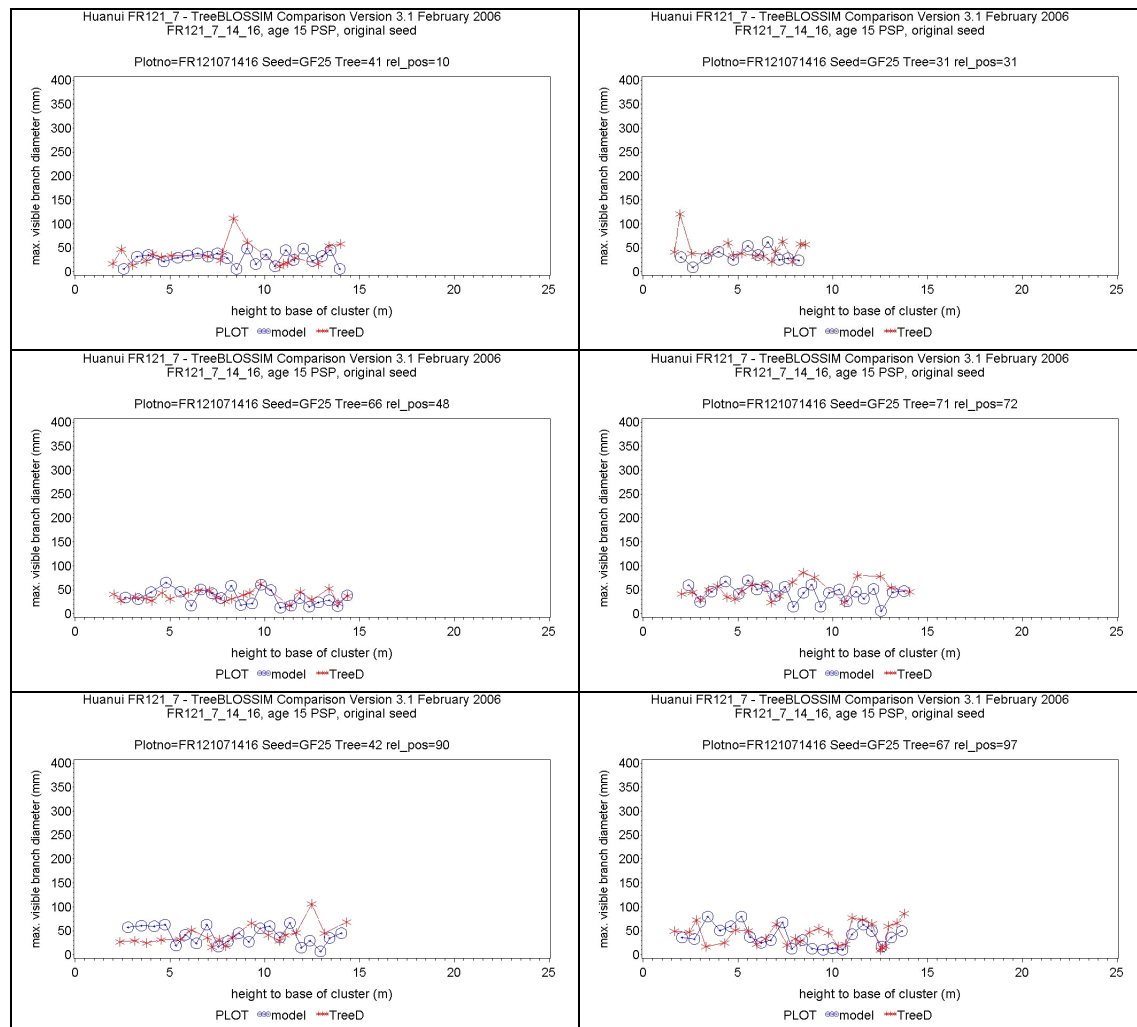 Huanui FR121_7 - TreeBLOSSIM Comparison Version 3.1 February 2006
FR121_7_14_16, age 15 PSP, original seed
Plotno=FR121071416 Seed=GF25 Tree=41 rel_pos=10
max. visible branch diameter (mm)
400
350
300
250
200
150
100
50
0
0 5 10 15 20 25
height to base of cluster (m)
PLOT model TreeD
Huanui FR121_7 - TreeBLOSSIM Comparison Version 3.1 February 2006
FR121_7_14_16, age 15 PSP, original seed
Plotno=FR121071416 Seed=GF25 Tree=31 rel_pos=31
max. visible branch diameter (mm)
400
350
300
250
200
150
100
50
0
0 5 10 15 20 25
height to base of cluster (m)
PLOT model TreeD
Huanui FR121_7 - TreeBLOSSIM Comparison Version 3.1 February 2006
FR121_7_14_16, age 15 PSP, original seed
Plotno=FR121071416 Seed=GF25 Tree=66 rel_pos=48
max. visible branch diameter (mm)
400
350
300
250
200
150
100
50
0
0 5 10 15 20 25
height to base of cluster (m)
PLOT model TreeD
Huanui FR121_7 - TreeBLOSSIM Comparison Version 3.1 February 2006
FR121_7_14_16, age 15 PSP, original seed
Plotno=FR121071416 Seed=GF25 Tree=71 rel_pos=72
max. visible branch diameter (mm)
400
350
300
250
200
150
100
50
0
0 5 10 15 20 25
height to base of cluster (m)
PLOT model TreeD
Huanui FR121_7 - TreeBLOSSIM Comparison Version 3.1 February 2006
FR121_7_14_16, age 15 PSP, original seed
Plotno=FR121071416 Seed=GF25 Tree=42 rel_pos=90
max. visible branch diameter (mm)
400
350
300
250
200
150
100
50
0
0 5 10 15 20 25
height to base of cluster (m)
PLOT model TreeD
Huanui FR121_7 - TreeBLOSSIM Comparison Version 3.1 February 2006
FR121_7_14_16, age 15 PSP, original seed
Plotno=FR121071416 Seed=GF25 Tree=67 rel_pos=97
max. visible branch diameter (mm)
400
350
300
250
200
150
100
50
0
0 5 10 15 20 25
height to base of cluster (m)
PLOT model TreeD